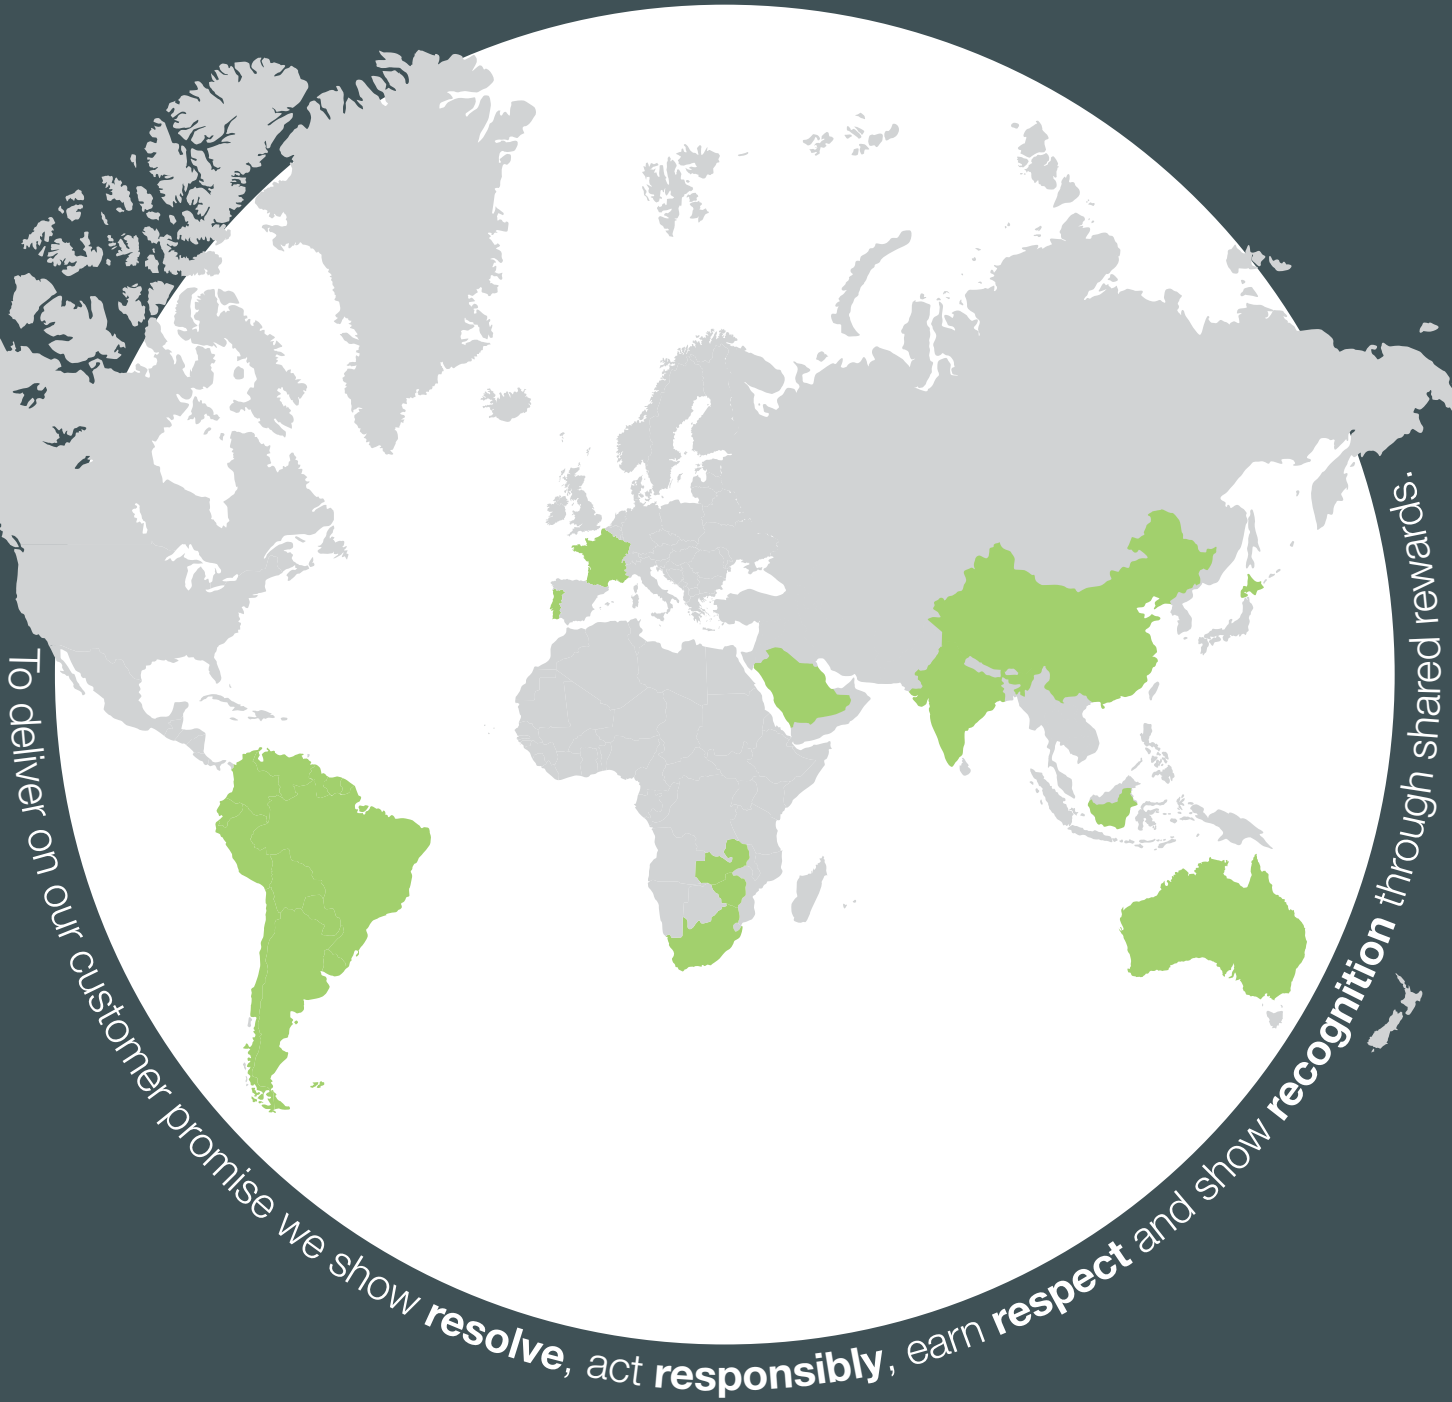 To deliver on our customer promise we show resolve, act responsibly, earn respect and show recognition through shared rewards.